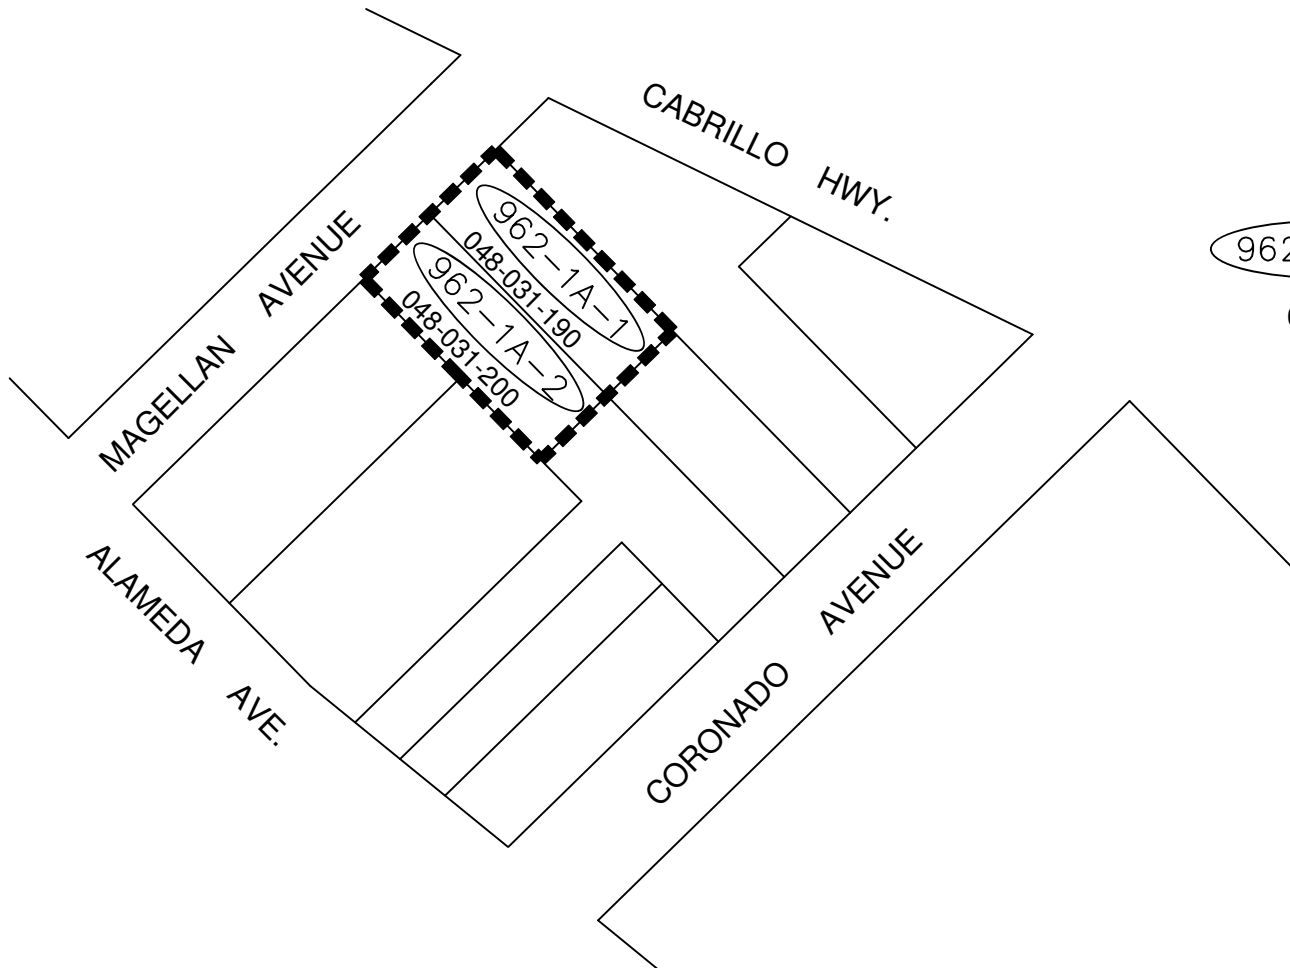 CABRILLO HWY.
MAGELLAN AVENUE
962-1A-1
048-031-190
962-1A-2
048-031-200
962
ALAMEDA AVE.
CORONADO AVENUE